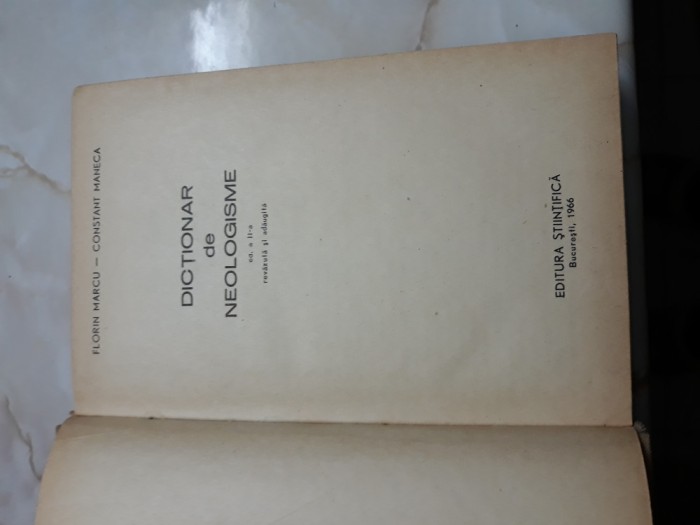 FLORIN MARCU — CONSTANT MANECA
DICTIONAR
de
NEOLOGISME
ed. a II-a
revăzută și adăugită
EDITURA ȘTIINȚIFICĂ
București, 1966